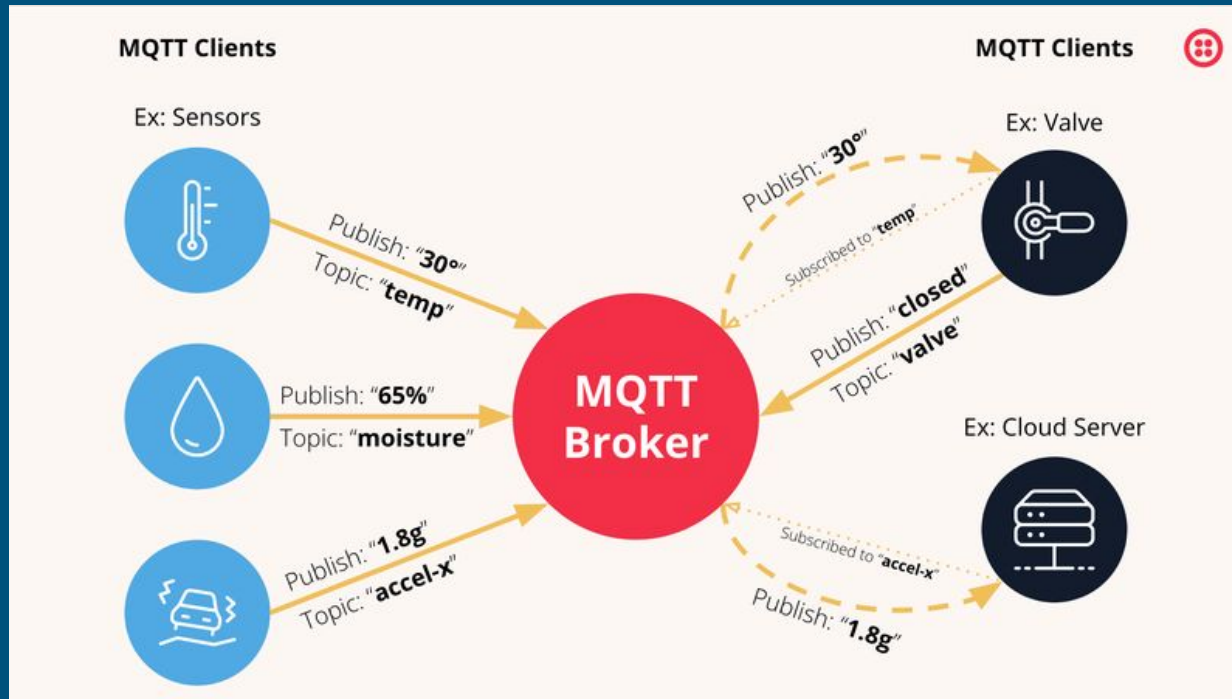 MQTT Clients
MQTT Clients
Ex: Sensors
Ex: Valve
Publish: “30°”
Topic: “temp”
Publish: “30°”
Subscribed to “temp”
Publish: “closed”
Topic: “valve”
Publish: “65%”
Topic: “moisture”
MQTT
Broker
Ex: Cloud Server
Publish: “1.8g”
Topic: “accel-x”
Subscribed to “accel-x”
Publish: “1.8g”